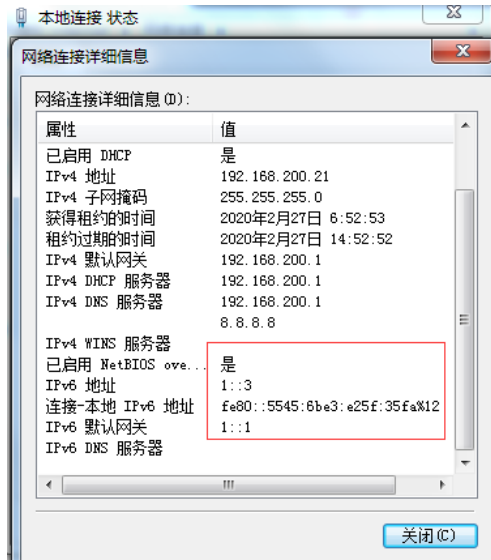 本地连接 状态
网络连接详细信息
网络连接详细信息(D):
属性 值
已启用 DHCP 是
IPv4 地址 192.168.200.21
IPv4 子网掩码 255.255.255.0
获得租约的时间 2020年2月27日 6:52:53
租约过期的时间 2020年2月27日 14:52:52
IPv4 默认网关 192.168.200.1
IPv4 DHCP 服务器 192.168.200.1
IPv4 DNS 服务器 192.168.200.1
8.8.8.8
IPv4 WINS 服务器
已启用 NetBIOS ove... 是
IPv6 地址 1::3
连接-本地 IPv6 地址 fe80::5545:6be3:e25f:35fa%12
IPv6 默认网关 1::1
IPv6 DNS 服务器
关闭(C)